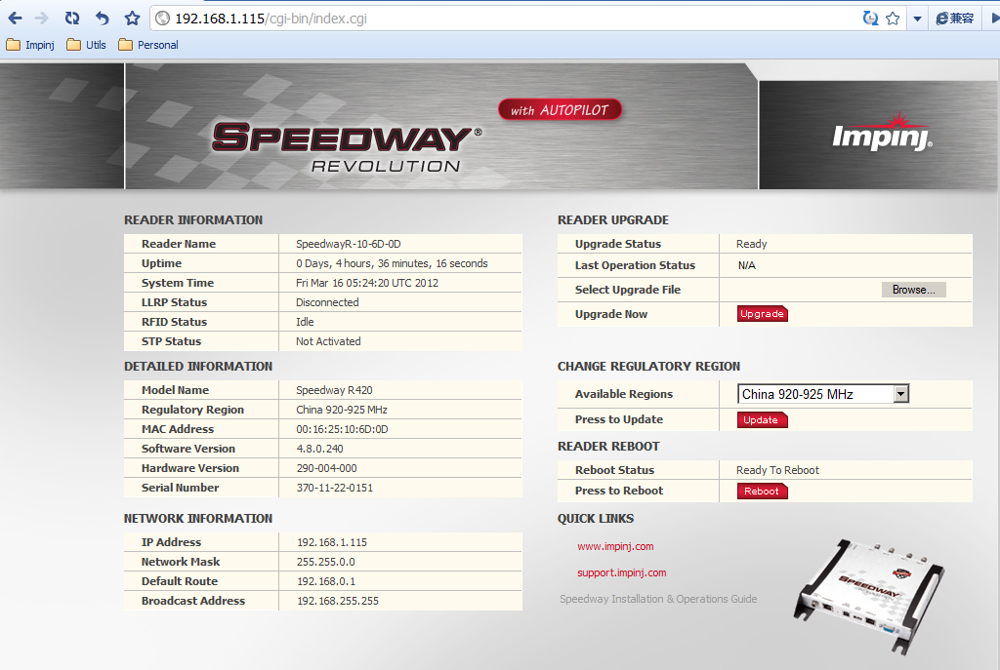 192.168.1.115/cgi-bin/index.cgi
兼容
Impinj Utils Personal
with AUTOPILOT
SPEEDWAY®
REVOLUTION
Impinj®
READER INFORMATION
Reader Name SpeedwayR-10-6D-0D
Uptime 0 Days, 4 hours, 36 minutes, 16 seconds
System Time Fri Mar 16 05:24:20 UTC 2012
LLRP Status Disconnected
RFID Status Idle
STP Status Not Activated
DETAILED INFORMATION
Model Name Speedway R420
Regulatory Region China 920-925 MHz
MAC Address 00:16:25:10:6D:0D
Software Version 4.8.0.240
Hardware Version 290-004-000
Serial Number 370-11-22-0151
NETWORK INFORMATION
IP Address 192.168.1.115
Network Mask 255.255.0.0
Default Route 192.168.0.1
Broadcast Address 192.168.255.255
READER UPGRADE
Upgrade Status Ready
Last Operation Status N/A
Select Upgrade File Browse...
Upgrade Now Upgrade
CHANGE REGULATORY REGION
Available Regions China 920-925 MHz
Press to Update Update
READER REBOOT
Reboot Status Ready To Reboot
Press to Reboot Reboot
QUICK LINKS
www.impinj.com
support.impinj.com
Speedway Installation & Operations Guide
SPEEDWAY